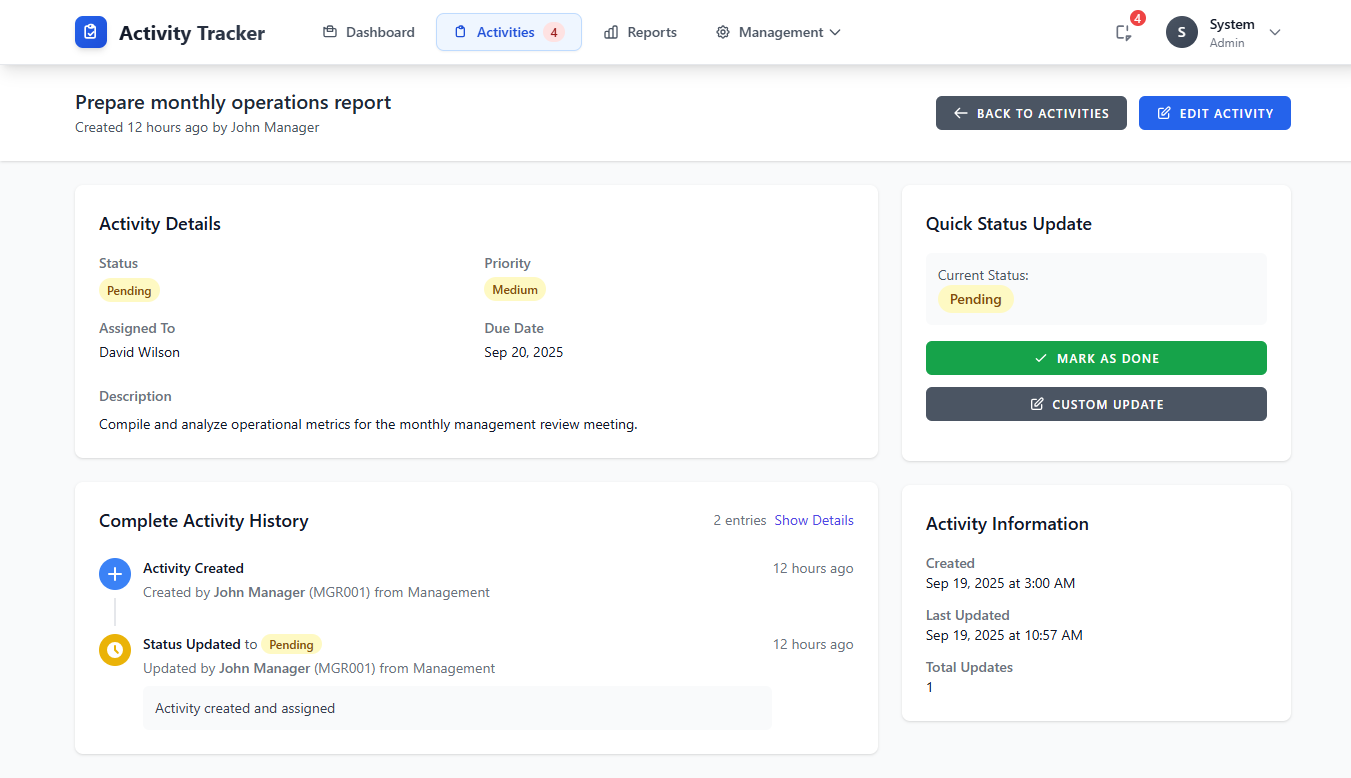 Activity Tracker
Dashboard
Activities 4
Reports
Management
4
S
System
Admin
Prepare monthly operations report
Created 12 hours ago by John Manager
BACK TO ACTIVITIES
EDIT ACTIVITY
Activity Details
Status
Pending
Priority
Medium
Assigned To
David Wilson
Due Date
Sep 20, 2025
Description
Compile and analyze operational metrics for the monthly management review meeting.
Quick Status Update
Current Status:
Pending
MARK AS DONE
CUSTOM UPDATE
Complete Activity History
2 entries Show Details
Activity Created
12 hours ago
Created by John Manager (MGR001) from Management
Status Updated to Pending
12 hours ago
Updated by John Manager (MGR001) from Management
Activity created and assigned
Activity Information
Created
Sep 19, 2025 at 3:00 AM
Last Updated
Sep 19, 2025 at 10:57 AM
Total Updates
1